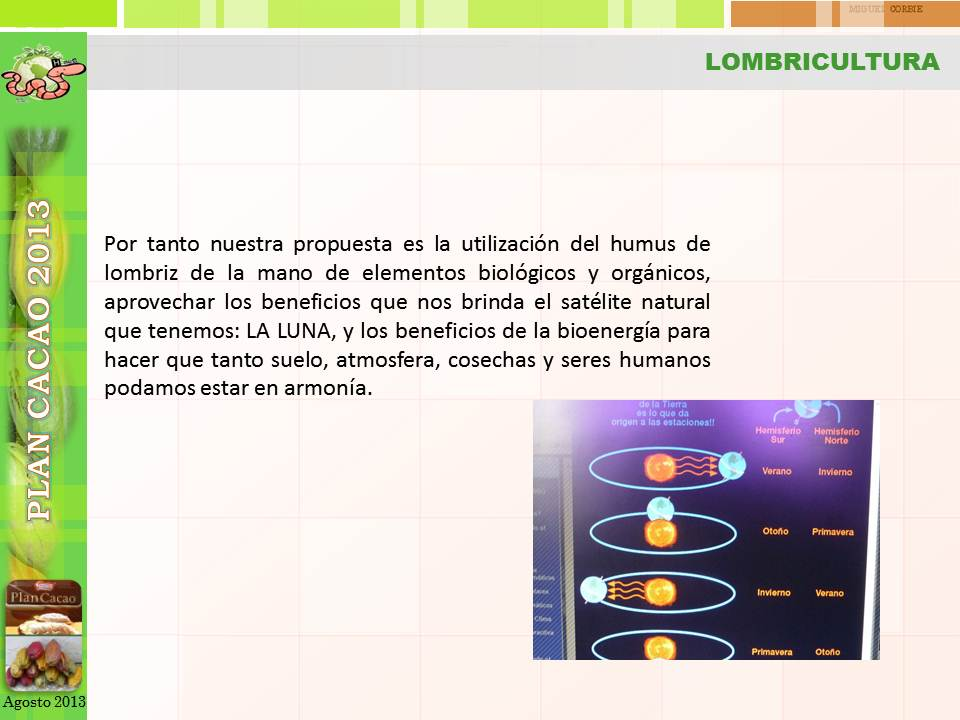 MIGUEL CORBIE
LOMBRICULTURA
PLAN CACAO 2013
Por tanto nuestra propuesta es la utilización del humus de
lombriz de la mano de elementos biológicos y orgánicos,
aprovechar los beneficios que nos brinda el satélite natural
que tenemos: LA LUNA, y los beneficios de la bioenergía para
hacer que tanto suelo, atmosfera, cosechas y seres humanos
podamos estar en armonía.
de la Tierra
es lo que da
origen a las estaciones!!
Hemisferio Sur
Hemisferio Norte
Verano Invierno
Otoño Primavera
Invierno Verano
Primavera Otoño
Plan Cacao
Agosto 2013